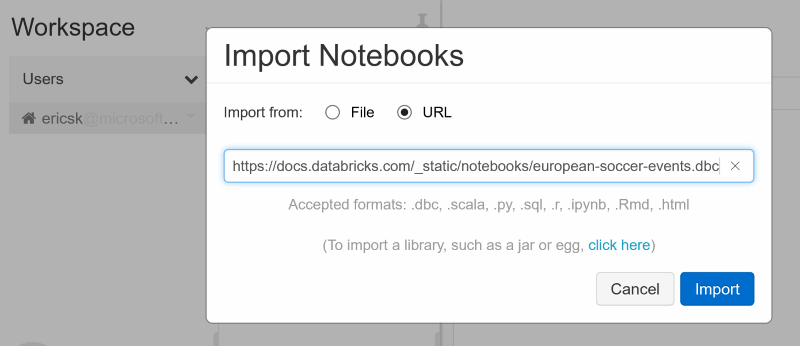 Workspace
Users
ericsk@microsoft...
Import Notebooks
Import from: File URL
https://docs.databricks.com/_static/notebooks/european-soccer-events.dbc
Accepted formats: .dbc, .scala, .py, .sql, .r, .ipynb, .Rmd, .html
(To import a library, such as a jar or egg, click here)
Cancel Import